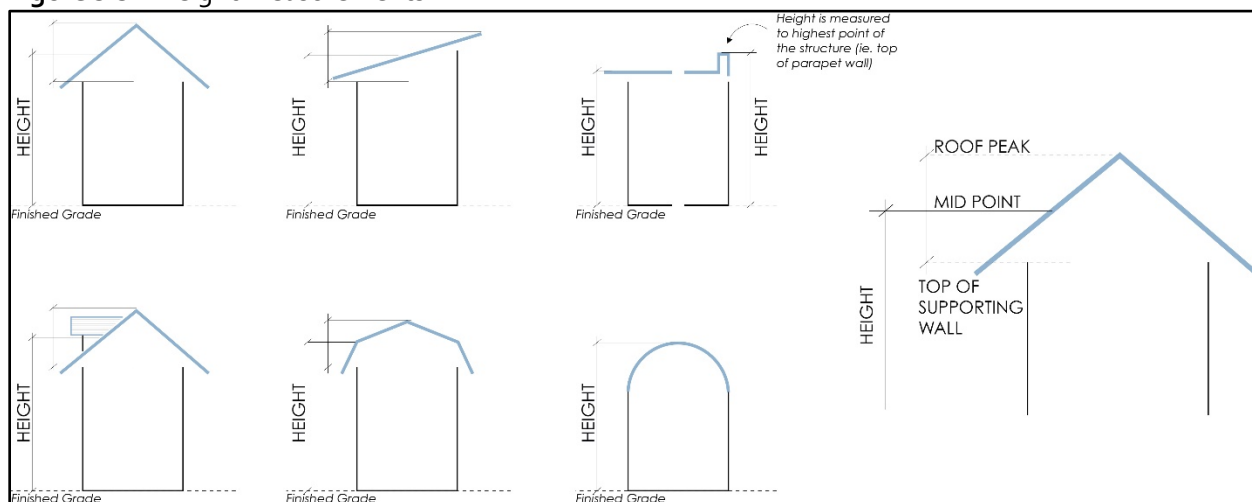 HEIGHT
Finished Grade
HEIGHT
Finished Grade
Height is measured
to highest point of
the structure (ie. top
of parapet wall)
HEIGHT
HEIGHT
Finished Grade
HEIGHT
Finished Grade
HEIGHT
Finished Grade
HEIGHT
Finished Grade
ROOF PEAK
MID POINT
TOP OF
SUPPORTING
WALL
HEIGHT